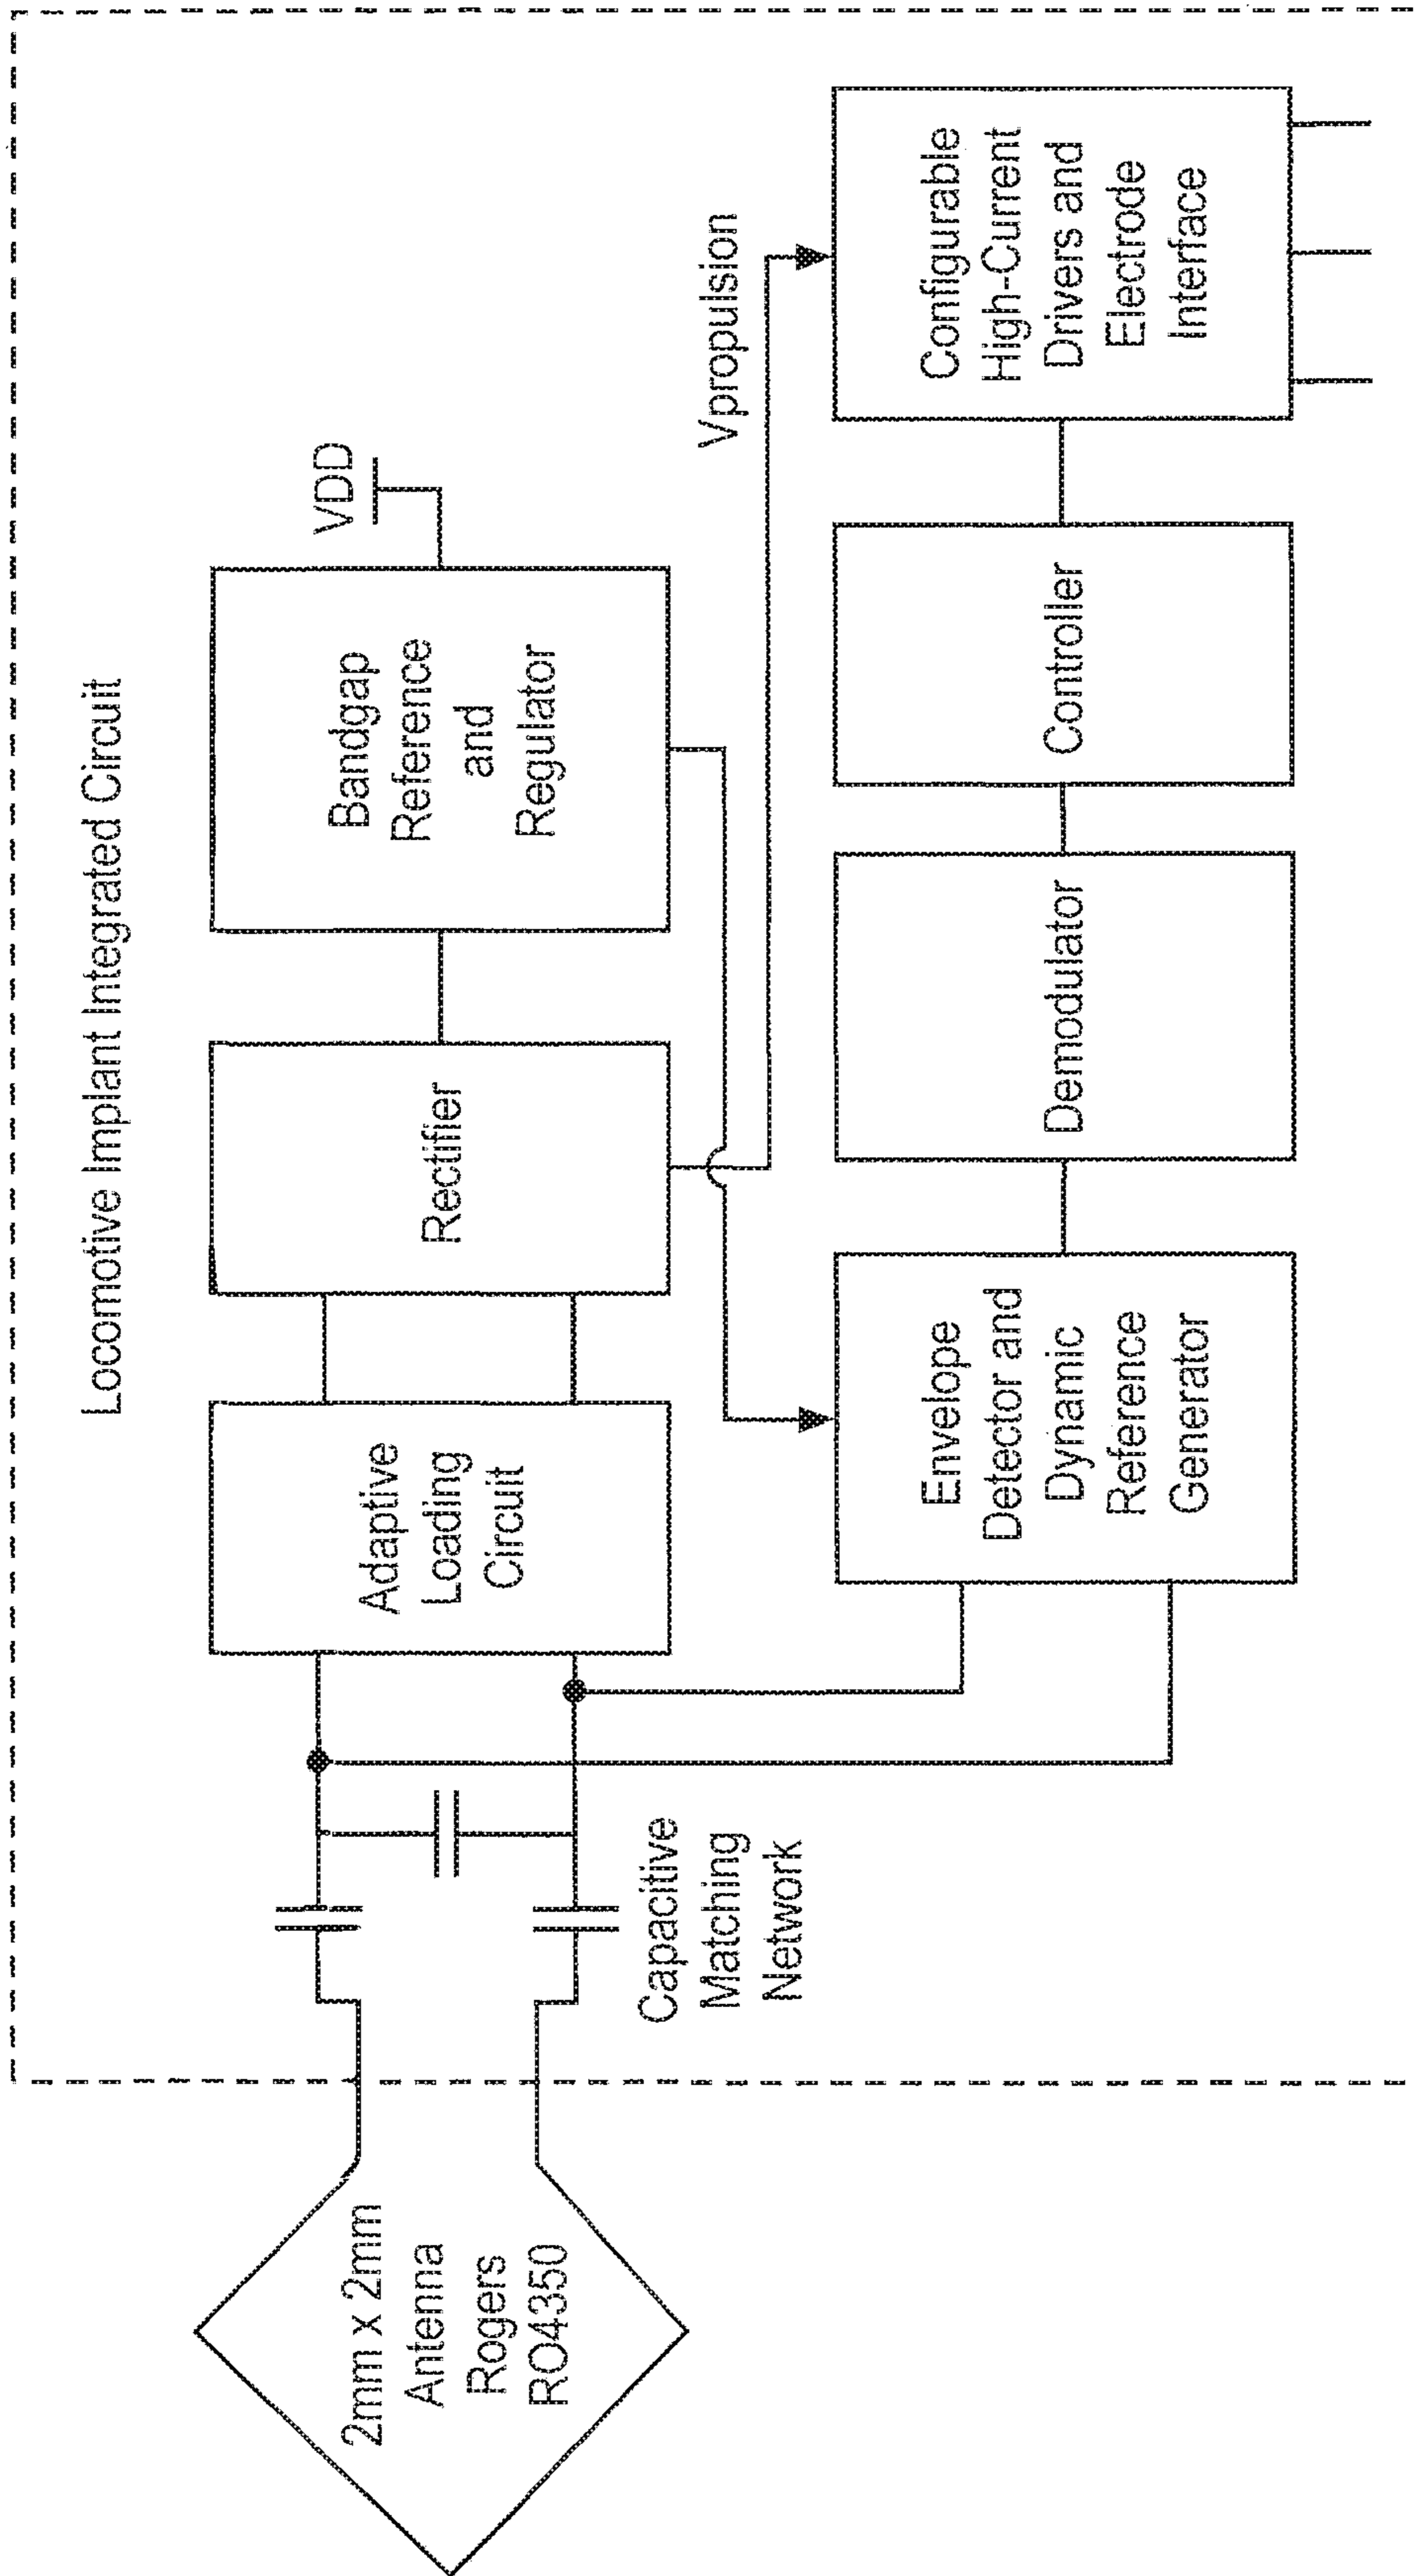 Locomotive Implant Integrated Circuit
2mm x 2mm
Antenna
Rogers
RO4350
Capacitive
Matching
Network
Adaptive
Loading
Circuit
Rectifier
Bandgap
Reference
and
Regulator
VDD
Vpropulsion
Envelope
Detector and
Dynamic
Reference
Generator
Demodulator
Controller
Configurable
High-Current
Drivers and
Electrode
Interface